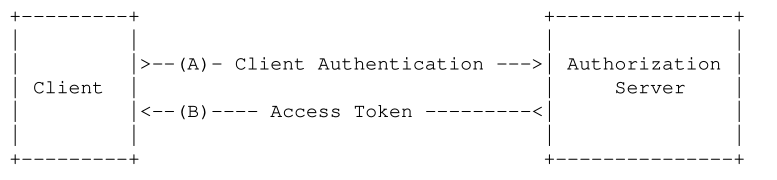 +---------+                                  +---------------+
|         |                                  |               |
|         |>--(A)- Client Authentication --->| Authorization |
| Client  |                                  |     Server    |
|         |<--(B)---- Access Token ---------<|               |
|         |                                  |               |
+---------+                                  +---------------+